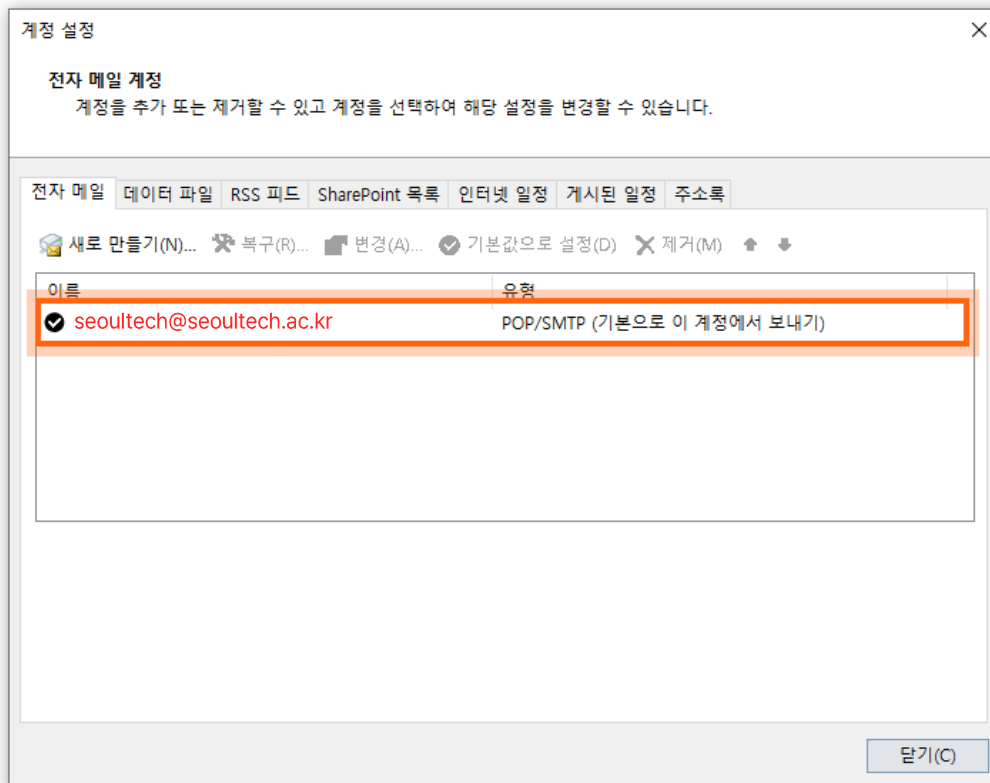 계정 설정
전자 메일 계정
계정을 추가 또는 제거할 수 있고 계정을 선택하여 해당 설정을 변경할 수 있습니다.
전자 메일 데이터 파일 RSS 피드 SharePoint 목록 인터넷 일정 게시된 일정 주소록
새로 만들기(N)... 복구(R)... 변경(A)... 기본값으로 설정(D) 제거(M)
이름 유형
seoultech@seoultech.ac.kr POP/SMTP (기본으로 이 계정에서 보내기)
닫기(C)